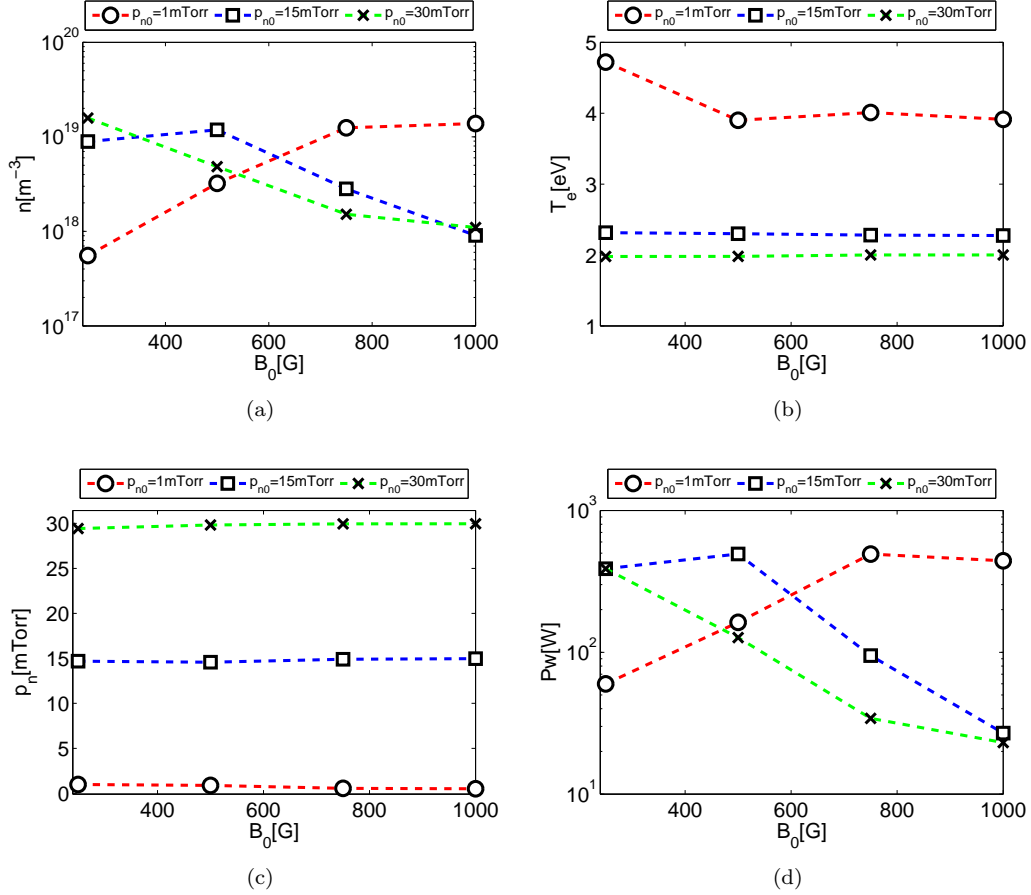 p_n0=1mTorr p_n0=15mTorr p_n0=30mTorr
10^20
10^19
10^18
10^17
n[m^-3]
400 600 800 1000
B_0[G]
(a)
p_n0=1mTorr p_n0=15mTorr p_n0=30mTorr
5
4
3
2
1
T_e[eV]
400 600 800 1000
B_0[G]
(b)
p_n0=1mTorr p_n0=15mTorr p_n0=30mTorr
30
25
20
15
10
5
0
p_n[mTorr]
400 600 800 1000
B_0[G]
(c)
p_n0=1mTorr p_n0=15mTorr p_n0=30mTorr
10^3
10^2
10^1
Pw[W]
400 600 800 1000
B_0[G]
(d)